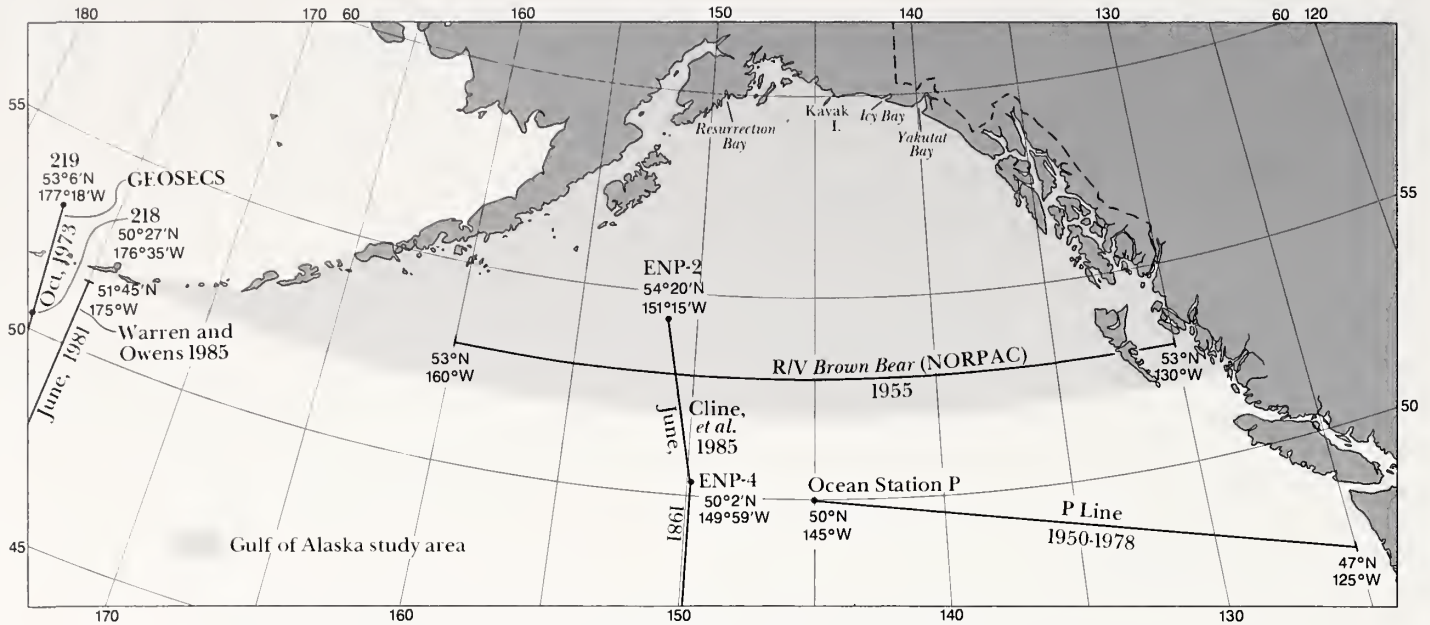 180
170
60
160
150
140
130
60
120
55
219
53°6'N
177°18'W
GEOSECS
218
50°27'N
176°35'W
Oct, 1973
50
51°45'N
175°W
June, 1981
Warren and
Owens 1985
45
Resurrection
Bay
Kayak
I.
Icy Bay
Yakutat
Bay
55
ENP-2
54°20'N
151°15'W
53°N
160°W
R/V Brown Bear (NORPAC)
1955
53°N
130°W
50
June,
1981
Cline,
et al.
1985
ENP-4
50°2'N
149°59'W
Ocean Station P
50°N
145°W
P Line
1950-1978
47°N
125°W
Gulf of Alaska study area
170
160
150
140
130